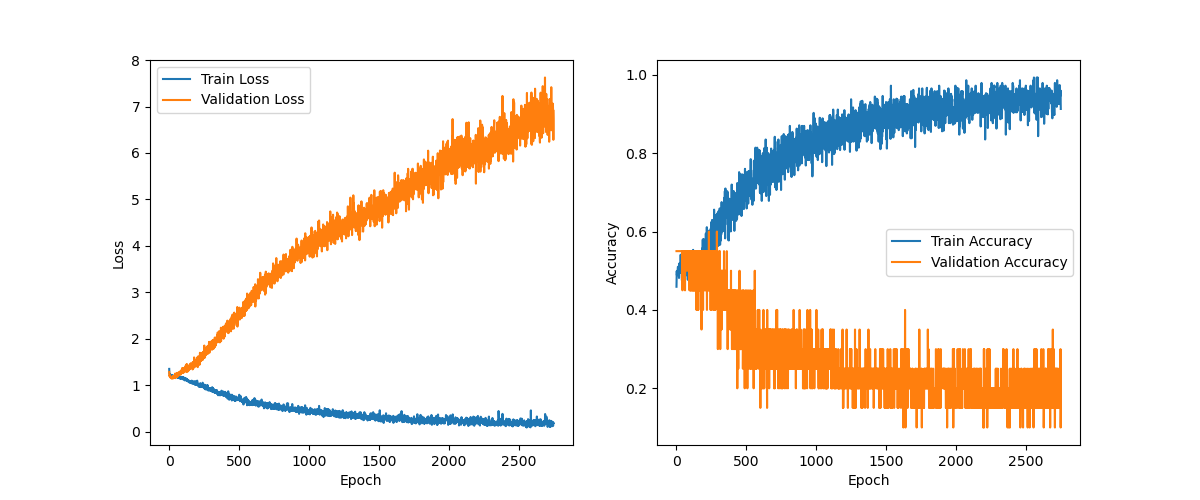 Train Loss
Validation Loss
Loss
8
7
6
5
4
3
2
1
0
0 500 1000 1500 2000 2500
Epoch
Train Accuracy
Validation Accuracy
Accuracy
1.0
0.8
0.6
0.4
0.2
0 500 1000 1500 2000 2500
Epoch